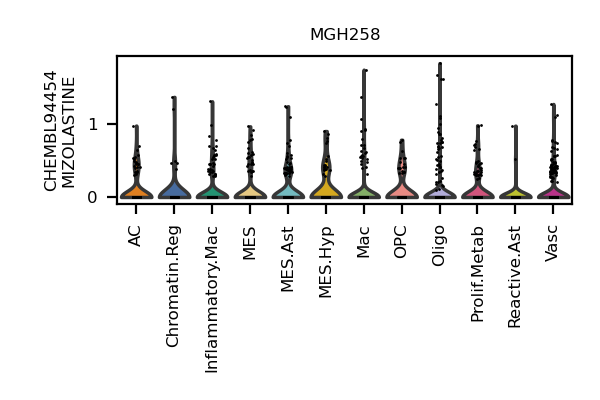 MGH258
CHEMBL94454
MIZOLASTINE
1
0
AC
Chromatin.Reg
Inflammatory.Mac
MES
MES.Ast
MES.Hyp
Mac
OPC
Oligo
Prolif.Metab
Reactive.Ast
Vasc